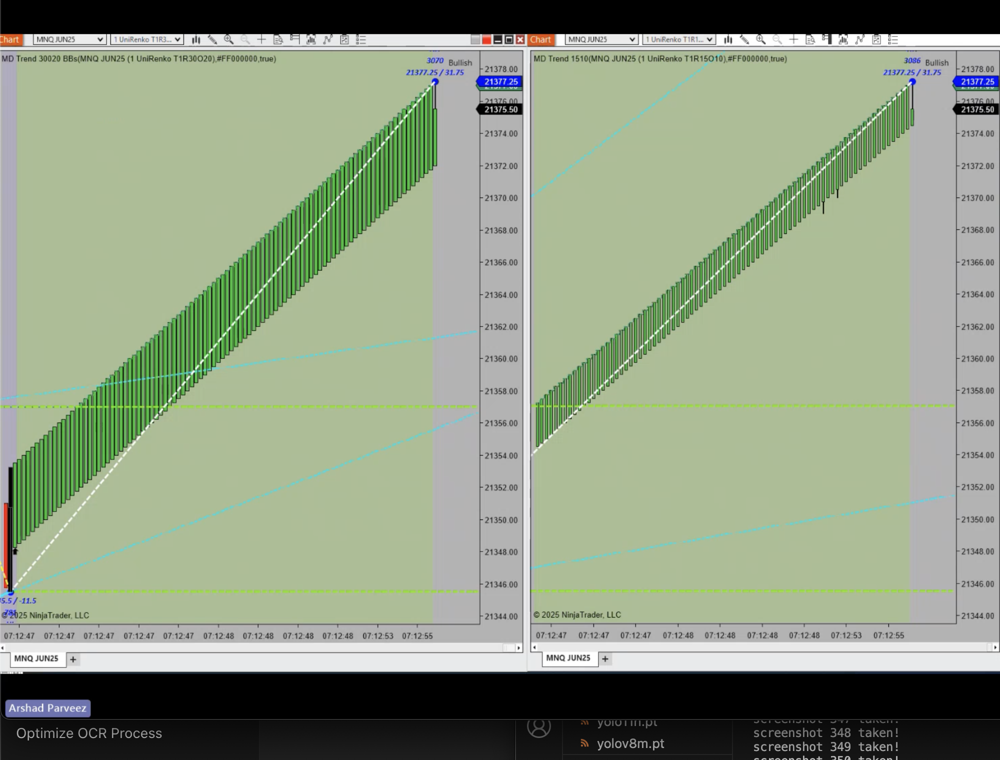 Chart
MNQ JUN25
1 UniRenko T1R3...
MD Trend 30020 BBs(MNQ JUN25 (1 UniRenko T1R30O20),#FF000000,true)
3070
Bullish
21377.25 / 31.75
21378.00
21377.25
21376.00
21375.50
21374.00
21372.00
21370.00
21368.00
21366.00
21364.00
21362.00
21360.00
21358.00
21356.00
21354.00
21352.00
21350.00
21348.00
21346.00
21344.00
5.5 / -11.5
© 2025 NinjaTrader, LLC
07:12:47 07:12:47 07:12:47 07:12:48 07:12:48 07:12:48 07:12:48 07:12:48 07:12:48 07:12:53 07:12:55
MNQ JUN25 +
Chart
MNQ JUN25
1 UniRenko T1R1...
MD Trend 1510(MNQ JUN25 (1 UniRenko T1R15O10),#FF000000,true)
3086
Bullish
21377.25 / 31.75
21378.00
21377.25
21376.00
21375.50
21374.00
21372.00
21370.00
21368.00
21366.00
21364.00
21362.00
21360.00
21358.00
21356.00
21354.00
21352.00
21350.00
21348.00
21346.00
21344.00
© 2025 NinjaTrader, LLC
07:12:47 07:12:47 07:12:48 07:12:48 07:12:48 07:12:48 07:12:48 07:12:53 07:12:55
MNQ JUN25 +
Arshad Parveez
Optimize OCR Process
yolo11n.pt
yolov8m.pt
screenshot 347 taken!
screenshot 348 taken!
screenshot 349 taken!
screenshot 350 taken!